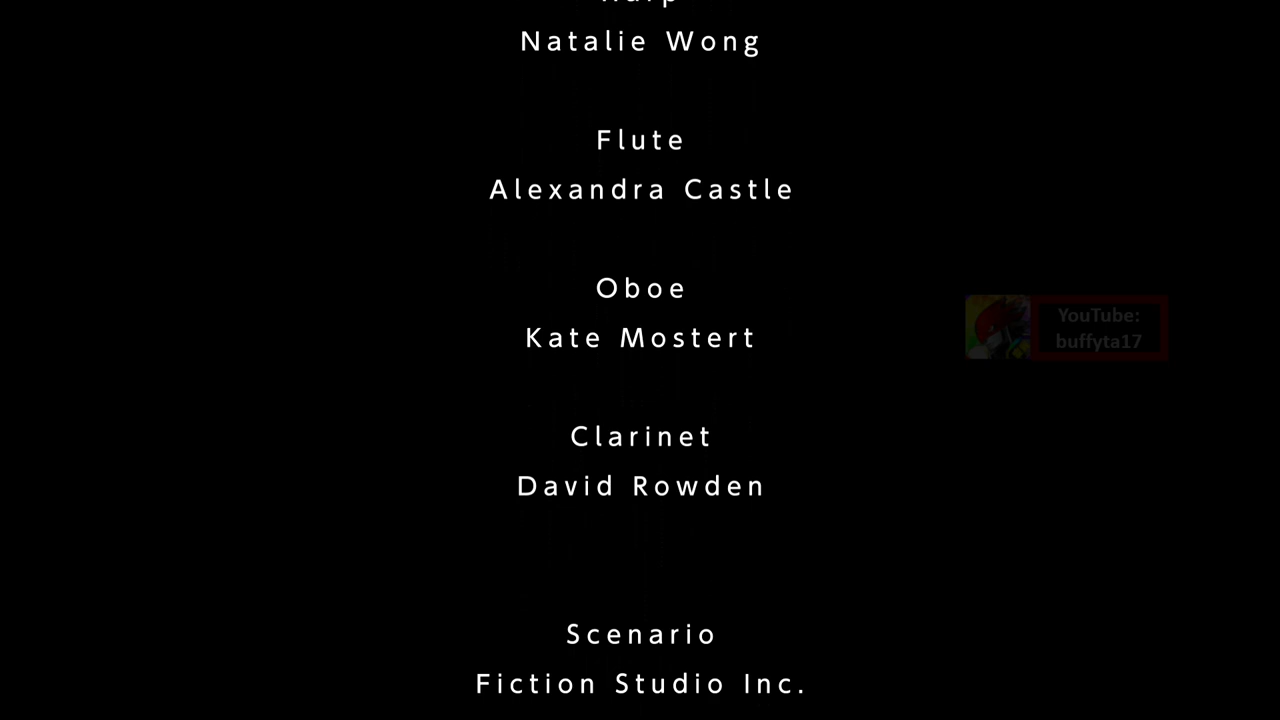 Natalie Wong
Flute
Alexandra Castle
Oboe
Kate Mostert
YouTube:
buffyta17
Clarinet
David Rowden
Scenario
Fiction Studio Inc.